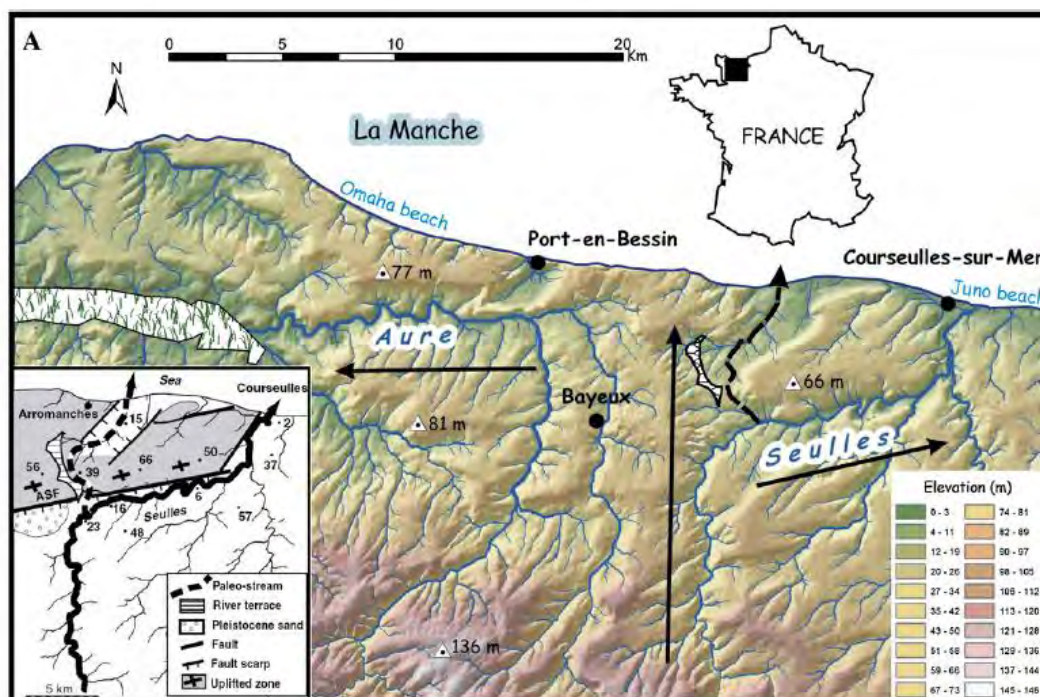 A
0
5
10
20
Km
N
La Manche
FRANCE
Omaha beach
Port-en-Bessin
Courseulles-sur-Mer
Juno beach
77 m
Aure
66 m
Bayeux
81 m
Seulles
136 m
Sea
Courseulles
Arromanches
15
2
56
39
66
50
37
ASF
16
6
Seulles
23
48
57
Paleo-stream
River terrace
Pleistocene sand
Fault
Fault scarp
Uplifted zone
5 km
Elevation (m)
0 - 3
4 - 11
12 - 19
20 - 26
27 - 34
35 - 42
43 - 50
51 - 58
59 - 66
67 - 73
74 - 81
82 - 89
90 - 97
98 - 105
106 - 112
113 - 120
121 - 128
129 - 136
137 - 144
145 - 145